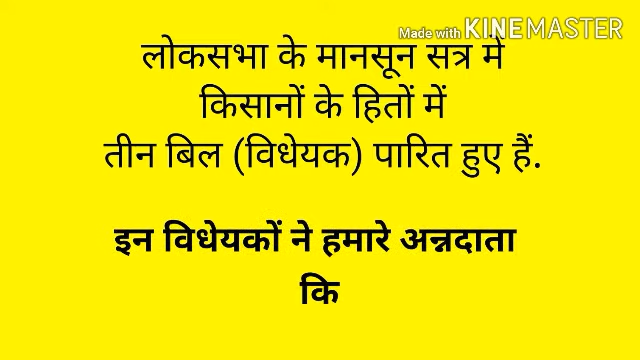 Made with KINEMASTER
लोकसभा के मानसून सत्र में
किसानों के हितों में
तीन बिल (विधेयक) पारित हुए हैं.
इन विधेयकों ने हमारे अन्नदाता
कि